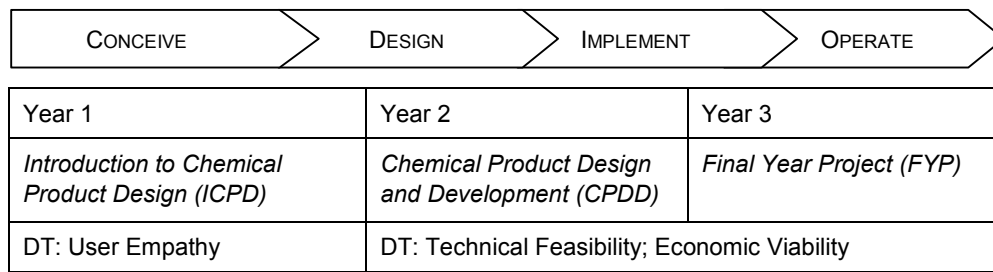 CONCEIVE DESIGN IMPLEMENT OPERATE
Year 1 Year 2 Year 3
Introduction to Chemical Chemical Product Design Final Year Project (FYP)
Product Design (ICPD) and Development (CPDD)
DT: User Empathy DT: Technical Feasibility; Economic Viability